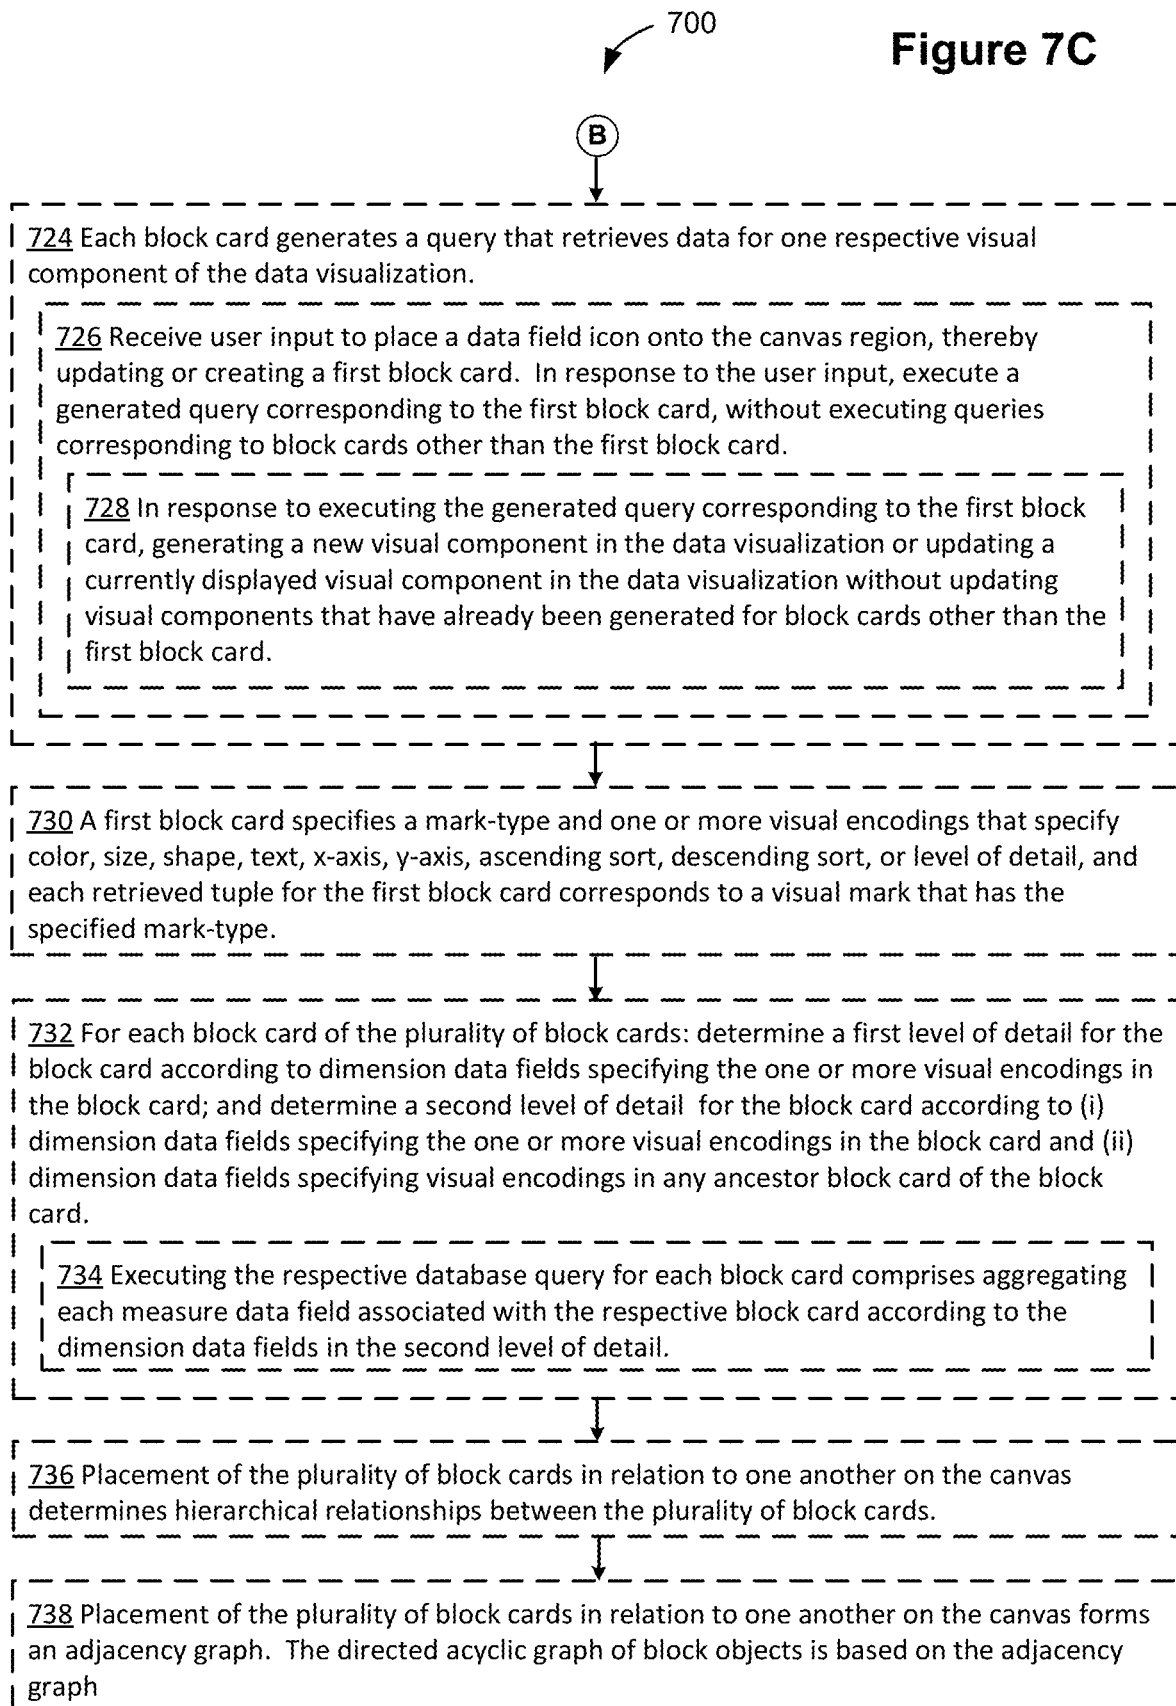 700
Figure 7C
B
724 Each block card generates a query that retrieves data for one respective visual
component of the data visualization.
726 Receive user input to place a data field icon onto the canvas region, thereby
updating or creating a first block card.  In response to the user input, execute a
generated query corresponding to the first block card, without executing queries
corresponding to block cards other than the first block card.
728 In response to executing the generated query corresponding to the first block
card, generating a new visual component in the data visualization or updating a
currently displayed visual component in the data visualization without updating
visual components that have already been generated for block cards other than the
first block card.
730 A first block card specifies a mark-type and one or more visual encodings that specify
color, size, shape, text, x-axis, y-axis, ascending sort, descending sort, or level of detail, and
each retrieved tuple for the first block card corresponds to a visual mark that has the
specified mark-type.
732 For each block card of the plurality of block cards: determine a first level of detail for the
block card according to dimension data fields specifying the one or more visual encodings in
the block card; and determine a second level of detail  for the block card according to (i)
dimension data fields specifying the one or more visual encodings in the block card and (ii)
dimension data fields specifying visual encodings in any ancestor block card of the block
card.
734 Executing the respective database query for each block card comprises aggregating
each measure data field associated with the respective block card according to the
dimension data fields in the second level of detail.
736 Placement of the plurality of block cards in relation to one another on the canvas
determines hierarchical relationships between the plurality of block cards.
738 Placement of the plurality of block cards in relation to one another on the canvas forms
an adjacency graph.  The directed acyclic graph of block objects is based on the adjacency
graph